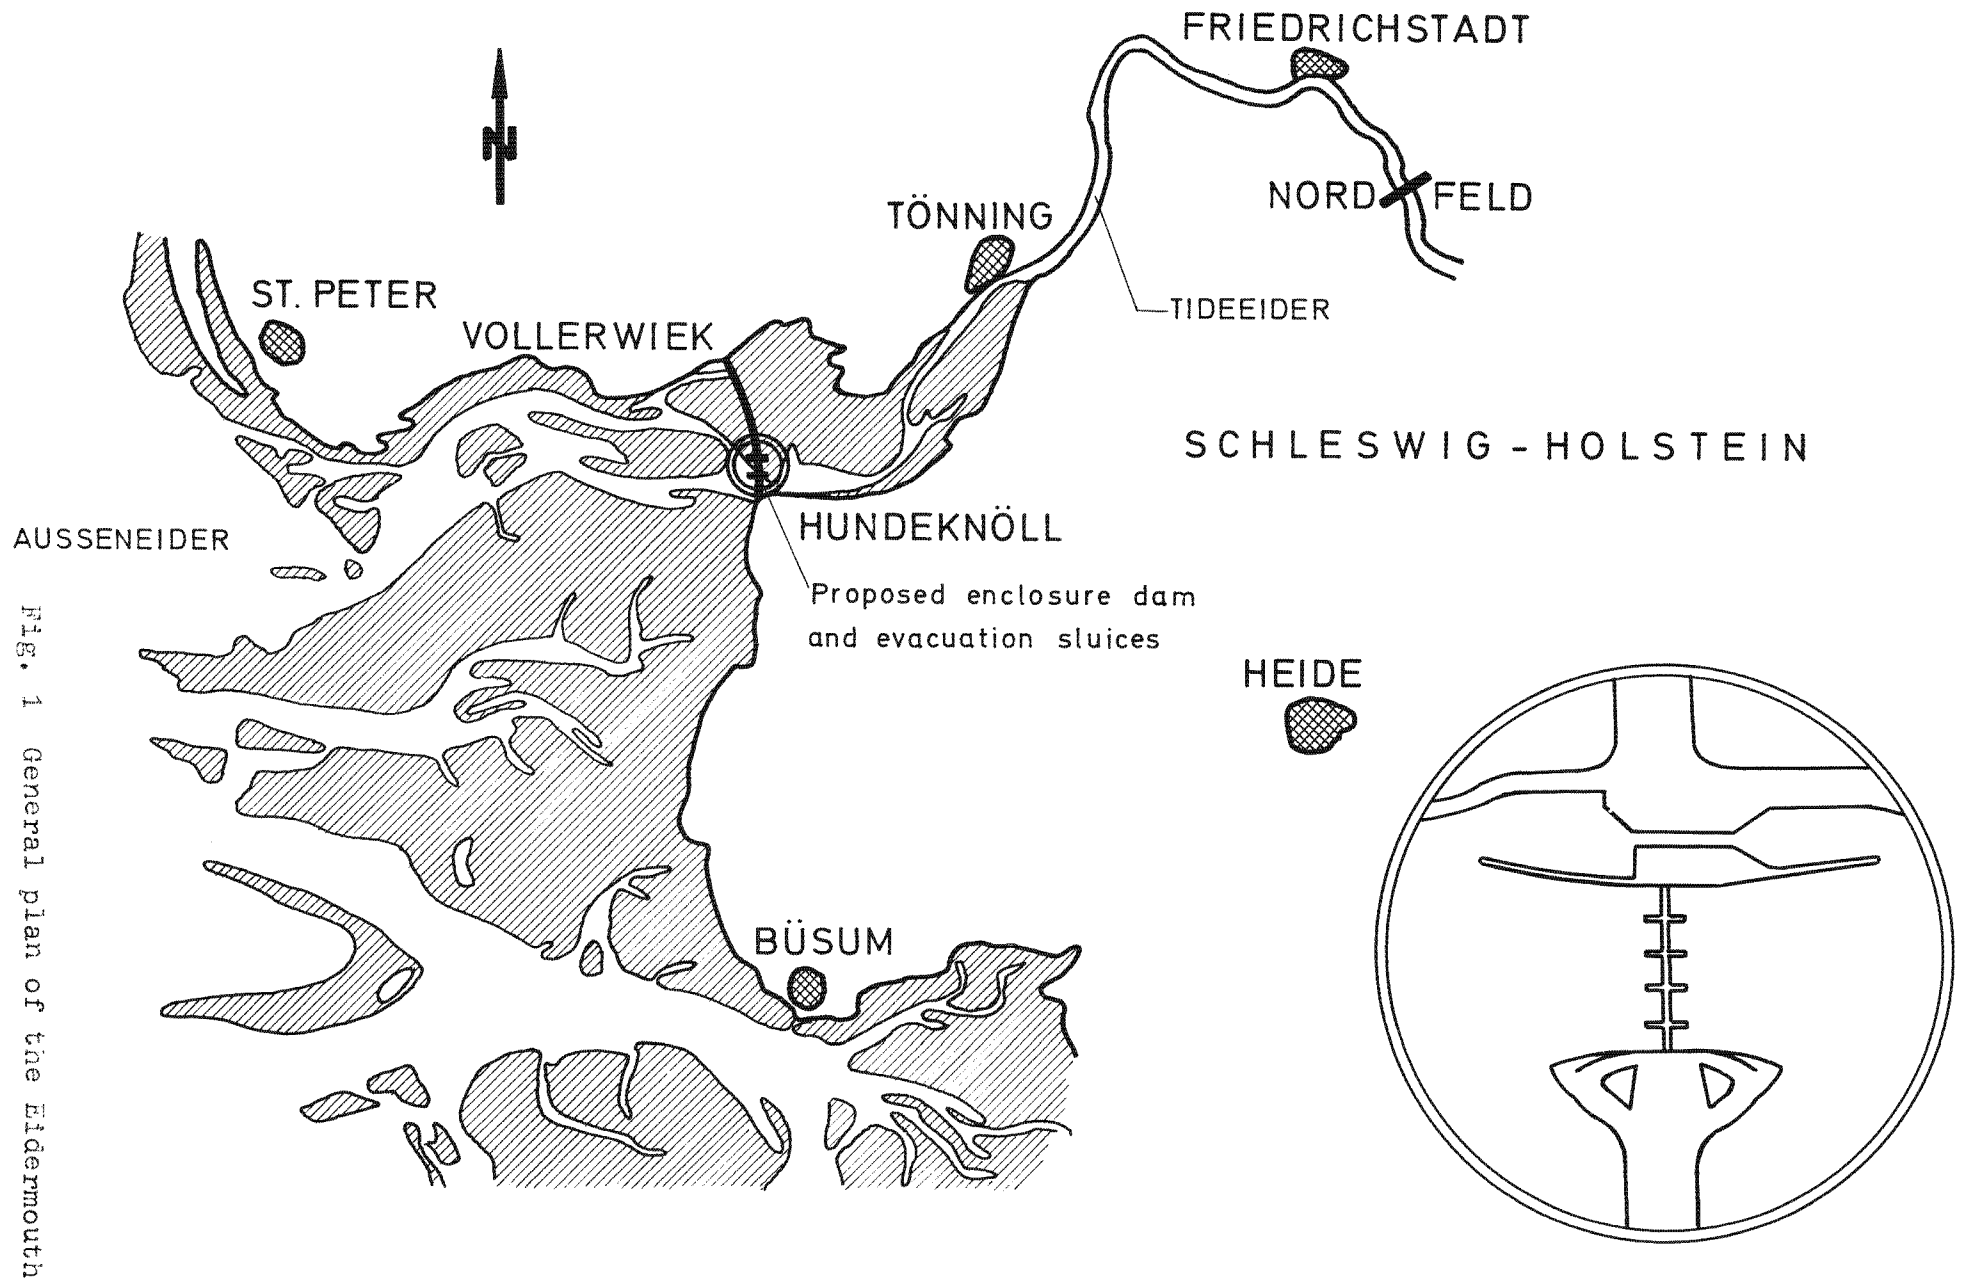 FRIEDRICHSTADT
N
NORD FELD
TÖNNING
ST. PETER
TIDEEIDER
VOLLERWIEK
SCHLESWIG-HOLSTEIN
HUNDEKNÖLL
AUSSENEIDER
Proposed enclosure dam
and evacuation sluices
HEIDE
BÜSUM
Fig. 1 General plan of the Eidermouth